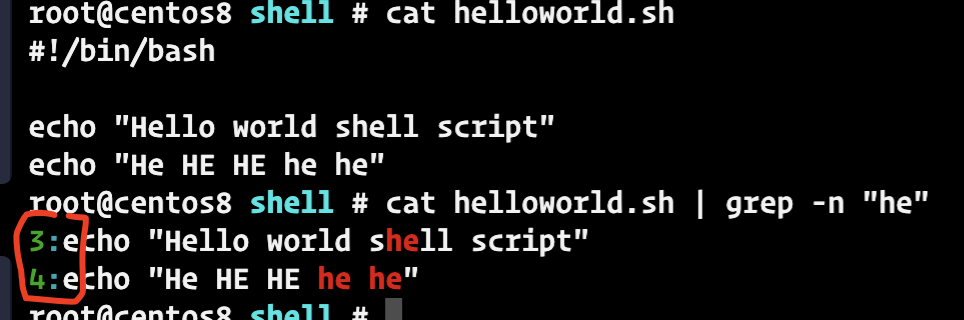 root@centos8 shell # cat helloworld.sh
#!/bin/bash
echo "Hello world shell script"
echo "He HE HE he he"
root@centos8 shell # cat helloworld.sh | grep -n "he"
3:echo "Hello world shell script"
4:echo "He HE HE he he"
root@centos8 shell #